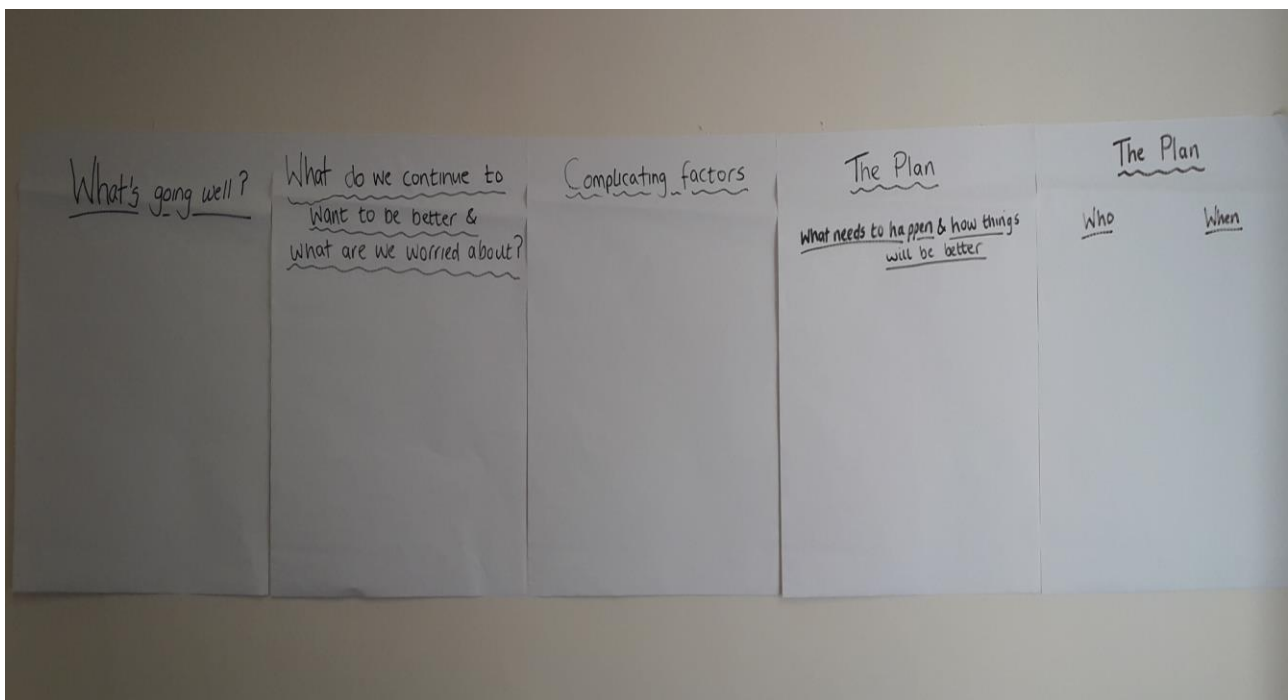 What's going well?
What do we continue to
want to be better &
what are we worried about?
Complicating factors
The Plan
What needs to happen & how things
will be better
The Plan
Who When